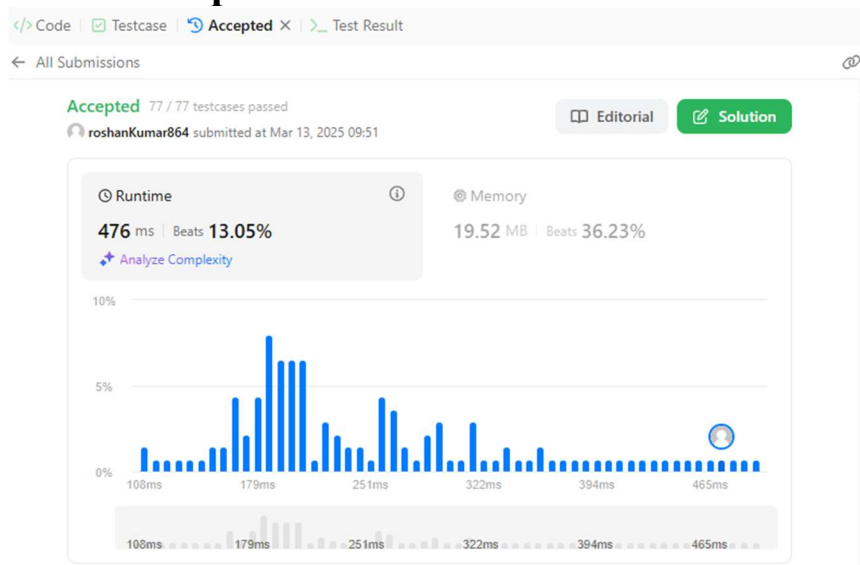 </> Code Testcase Accepted × >_ Test Result
← All Submissions
Accepted 77 / 77 testcases passed
roshanKumar864 submitted at Mar 13, 2025 09:51
Editorial
Solution
Runtime
476 ms Beats 13.05%
Analyze Complexity
Memory
19.52 MB Beats 36.23%
10%
5%
0%
108ms 179ms 251ms 322ms 394ms 465ms
108ms 179ms 251ms 322ms 394ms 465ms